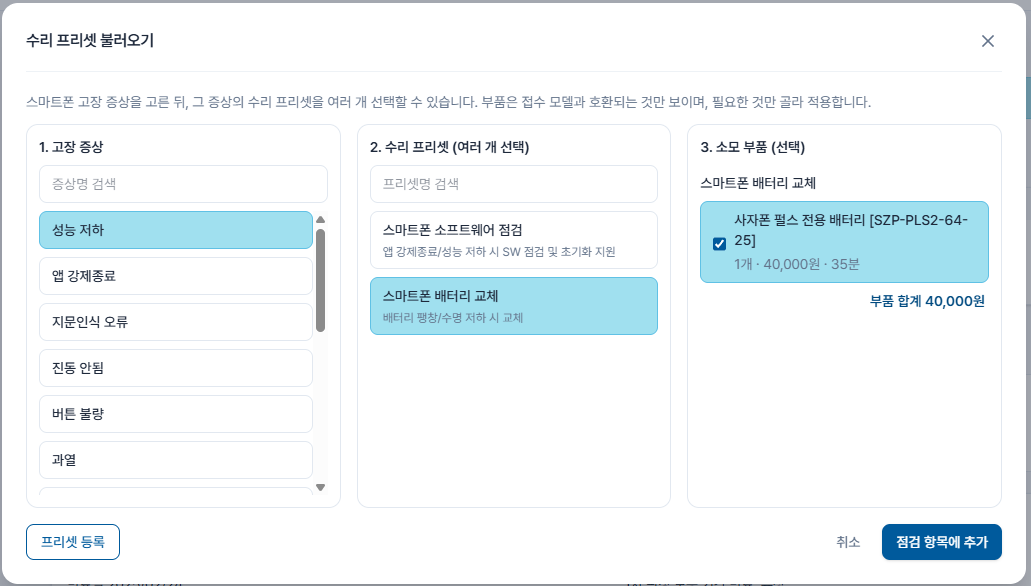 수리 프리셋 불러오기
스마트폰 고장 증상을 고른 뒤, 그 증상의 수리 프리셋을 여러 개 선택할 수 있습니다. 부품은 접수 모델과 호환되는 것만 보이며, 필요한 것만 골라 적용합니다.
1. 고장 증상
증상명 검색
성능 저하
앱 강제종료
지문인식 오류
진동 안됨
버튼 불량
과열
2. 수리 프리셋 (여러 개 선택)
프리셋명 검색
스마트폰 소프트웨어 점검
앱 강제종료/성능 저하 시 SW 점검 및 초기화 지원
스마트폰 배터리 교체
배터리 팽창/수명 저하 시 교체
3. 소모 부품 (선택)
스마트폰 배터리 교체
사자폰 펄스 전용 배터리 [SZP-PLS2-64-
25]
1개 · 40,000원 · 35분
부품 합계 40,000원
프리셋 등록
취소
점검 항목에 추가